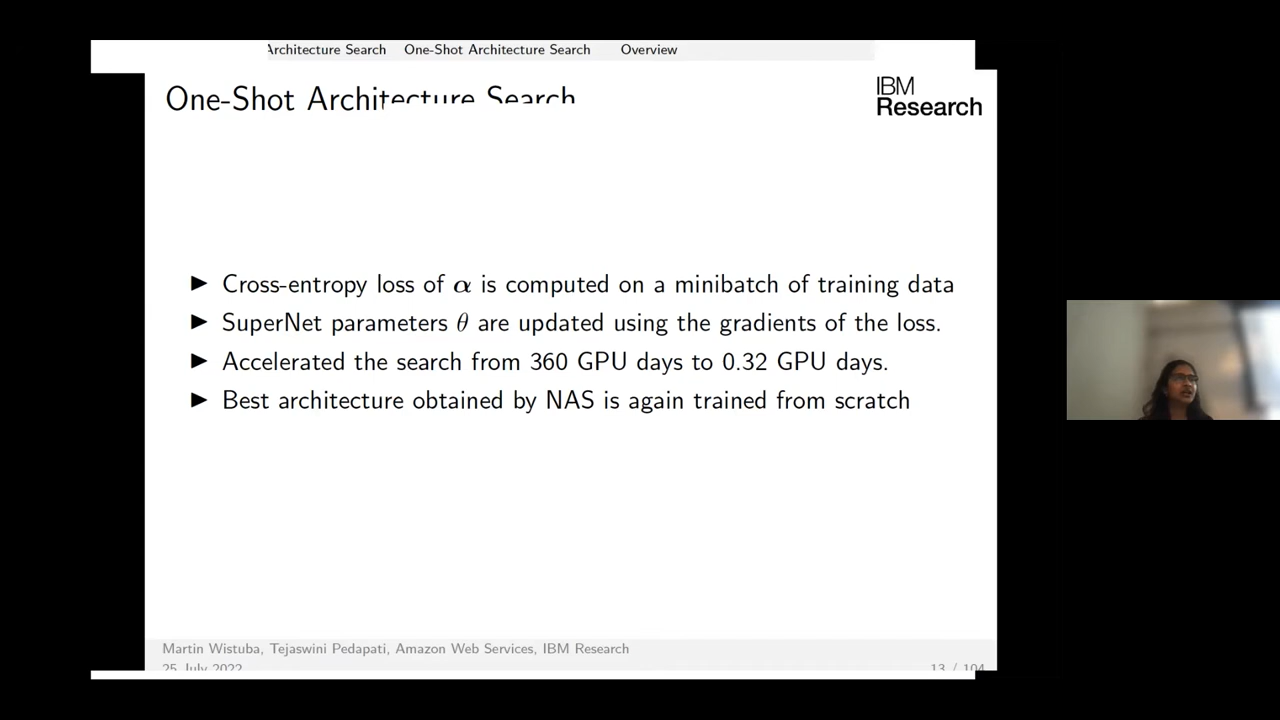 Architecture Search One-Shot Architecture Search Overview
One-Shot Architecture Search
IBM
Research
▶ Cross-entropy loss of α is computed on a minibatch of training data
▶ SuperNet parameters θ are updated using the gradients of the loss.
▶ Accelerated the search from 360 GPU days to 0.32 GPU days.
▶ Best architecture obtained by NAS is again trained from scratch
Martin Wistuba, Tejaswini Pedapati, Amazon Web Services, IBM Research
25 July 2022 13 / 104